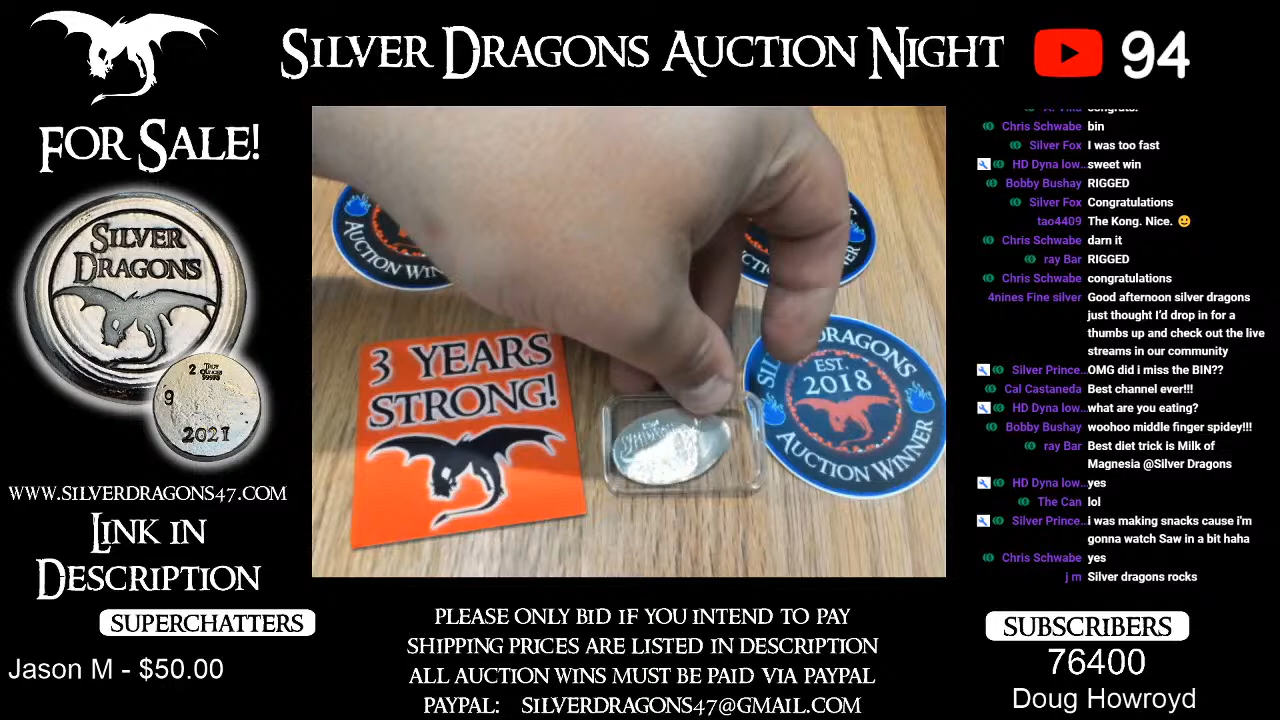 SILVER DRAGONS AUCTION NIGHT
94
FOR SALE!
SILVER
DRAGONS
2 TROY
OUNCES
9
2021
WWW.SILVERDRAGONS47.COM
LINK IN
DESCRIPTION
SUPERCHATTERS
Jason M - $50.00
AUCTION WIN
3 YEARS
STRONG!
DRAGONS
EST.
2018
AUCTION WINNER
congrats!
Chris Schwabe bin
Silver Fox I was too fast
HD Dyna low... sweet win
Bobby Bushay RIGGED
Silver Fox Congratulations
tao4409 The Kong. Nice. 🙂
Chris Schwabe darn it
ray Bar RIGGED
Chris Schwabe congratulations
4nines Fine silver Good afternoon silver dragons
just thought I'd drop in for a
thumbs up and check out the live
streams in our community
Silver Prince... OMG did i miss the BIN??
Cal Castaneda Best channel ever!!!
HD Dyna low... what are you eating?
Bobby Bushay woohoo middle finger spidey!!!
ray Bar Best diet trick is Milk of
Magnesia @Silver Dragons
HD Dyna low... yes
The Can lol
Silver Prince... i was making snacks cause i'm
gonna watch Saw in a bit haha
Chris Schwabe yes
j m Silver dragons rocks
PLEASE ONLY BID IF YOU INTEND TO PAY
SHIPPING PRICES ARE LISTED IN DESCRIPTION
ALL AUCTION WINS MUST BE PAID VIA PAYPAL
PAYPAL: SILVERDRAGONS47@GMAIL.COM
SUBSCRIBERS
76400
Doug Howroyd